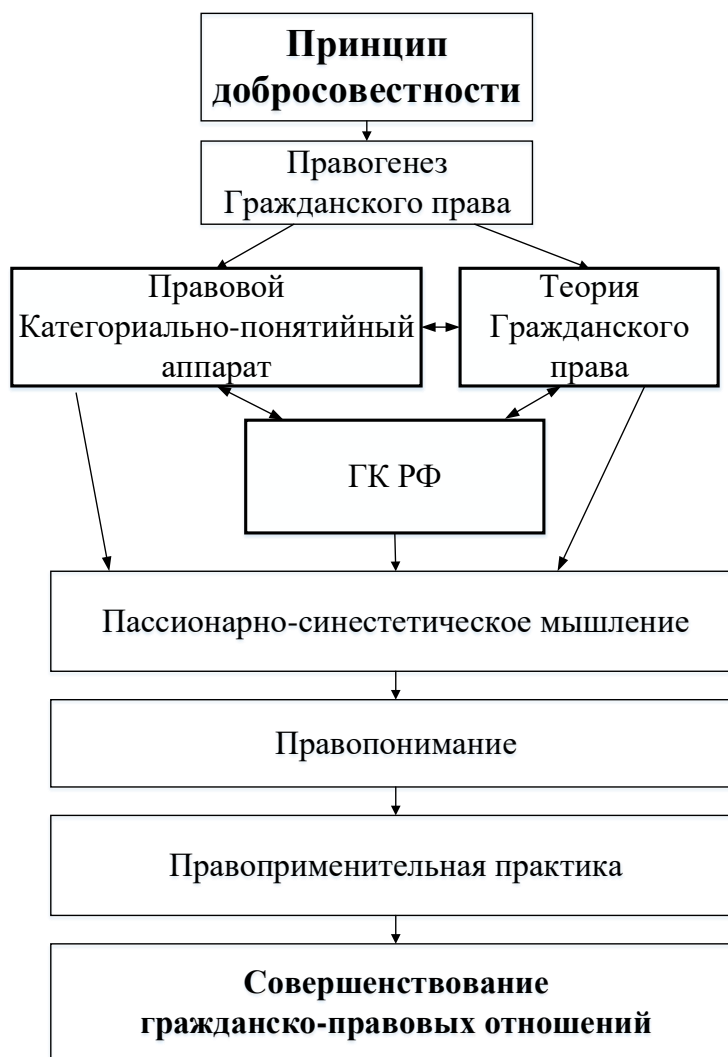 Принцип
добросовестности
Правогенез
Гражданского права
Правовой
Категориально-понятийный
аппарат
Теория
Гражданского
права
ГК РФ
Пассионарно-синестетическое мышление
Правопонимание
Правоприменительная практика
Совершенствование
гражданско-правовых отношений